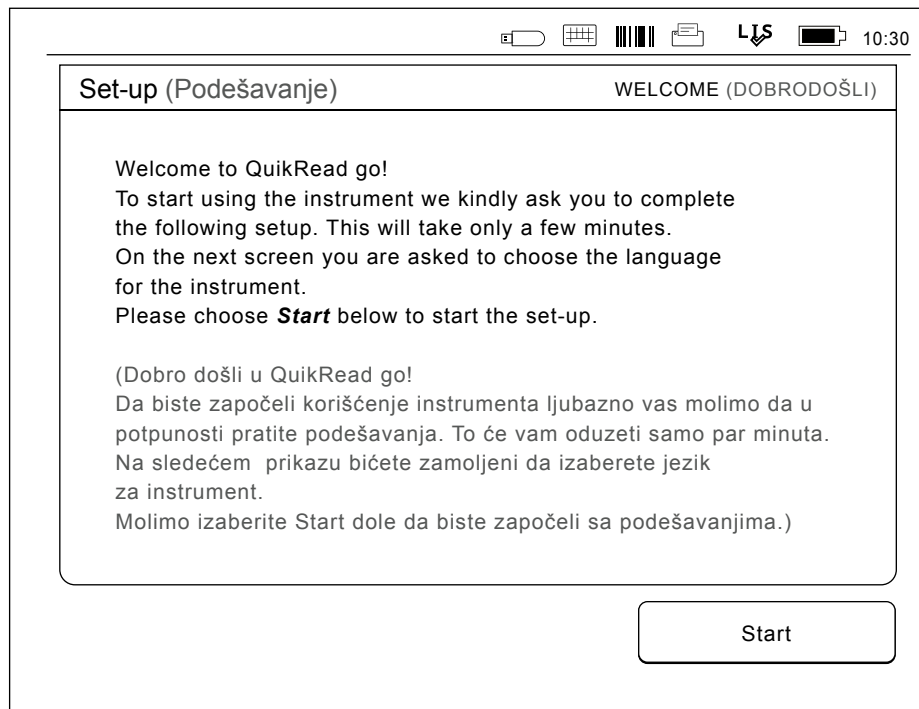 LIS 10:30
Set-up (Podešavanje) WELCOME (DOBRODOŠLI)
Welcome to QuikRead go!
To start using the instrument we kindly ask you to complete
the following setup. This will take only a few minutes.
On the next screen you are asked to choose the language
for the instrument.
Please choose Start below to start the set-up.
(Dobro došli u QuikRead go!
Da biste započeli korišćenje instrumenta ljubazno vas molimo da u
potpunosti pratite podešavanja. To će vam oduzeti samo par minuta.
Na sledećem prikazu bićete zamoljeni da izaberete jezik
za instrument.
Molimo izaberite Start dole da biste započeli sa podešavanjima.)
Start